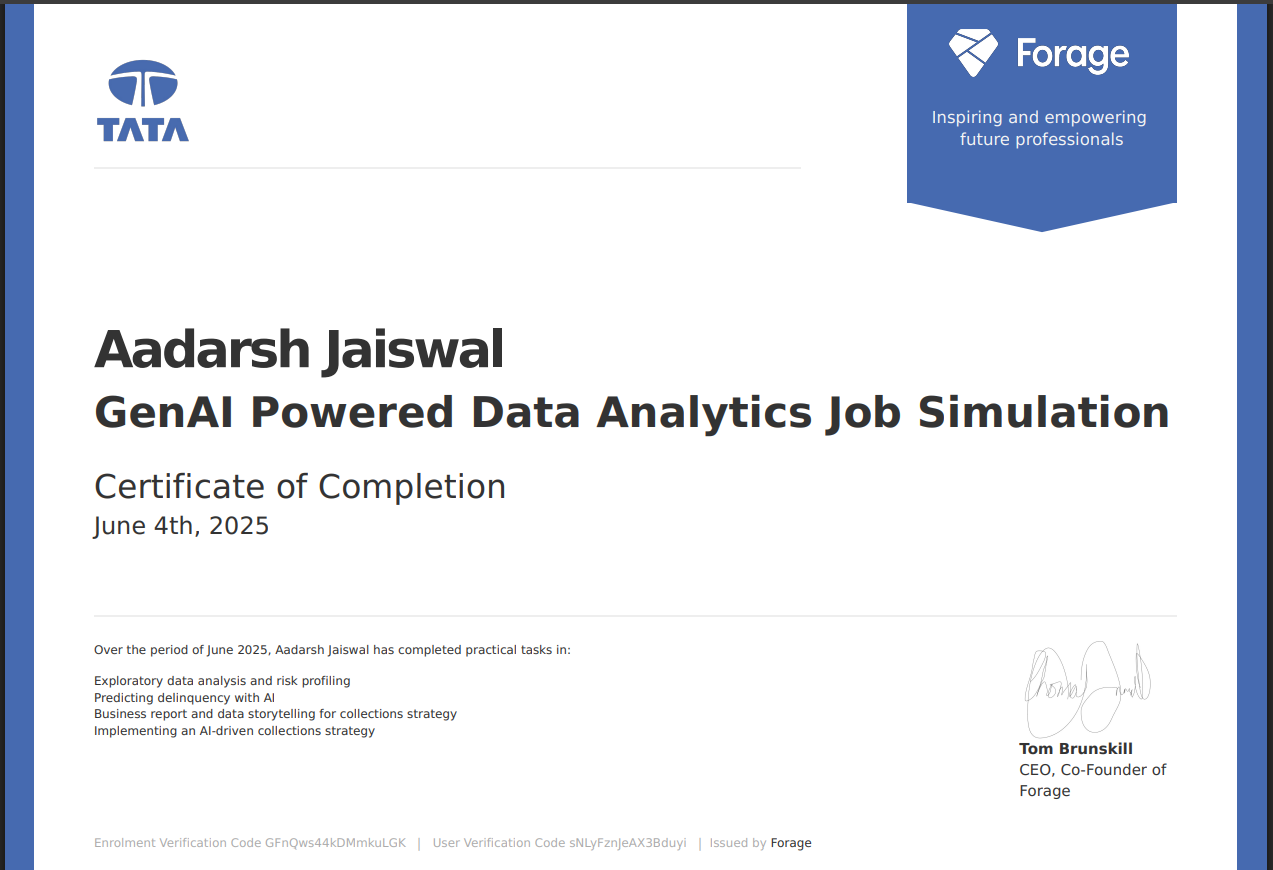 TATA
Forage
Inspiring and empowering
future professionals
Aadarsh Jaiswal
GenAI Powered Data Analytics Job Simulation
Certificate of Completion
June 4th, 2025
Over the period of June 2025, Aadarsh Jaiswal has completed practical tasks in:
Exploratory data analysis and risk profiling
Predicting delinquency with AI
Business report and data storytelling for collections strategy
Implementing an AI-driven collections strategy
Tom Brunskill
CEO, Co-Founder of
Forage
Enrolment Verification Code GFnQws44kDMmkuLGK | User Verification Code sNLyFznJeAX3Bduyi | Issued by Forage